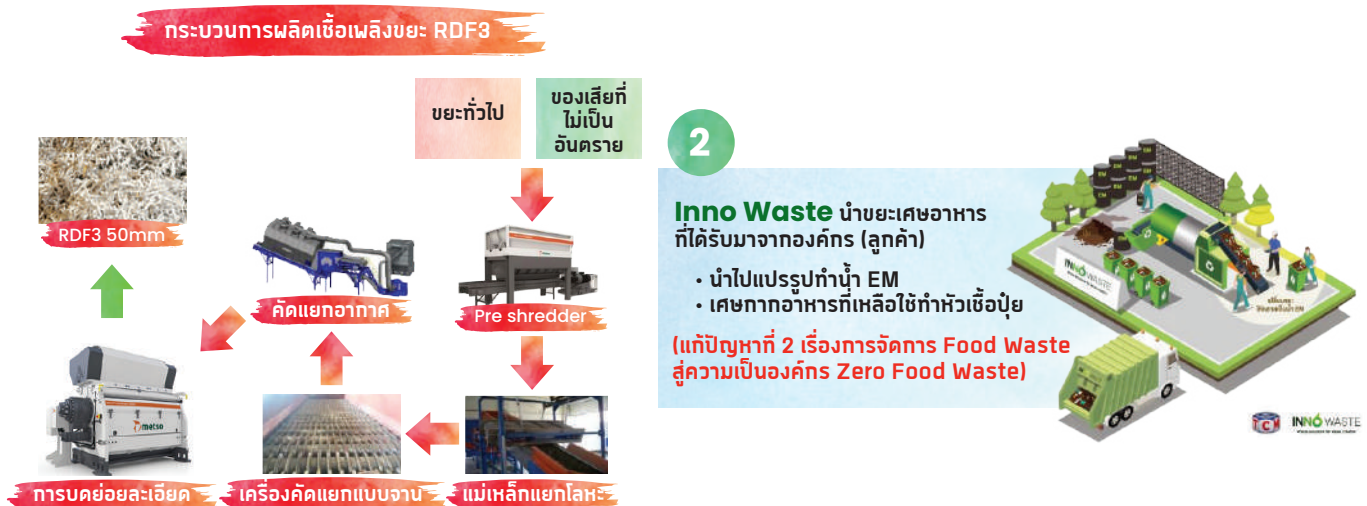 กระบวนการผลิตเชื้อเพลิงขยะ RDF3
ขยะทั่วไป
ของเสียที่
ไม่เป็น
อันตราย
Pre shredder
metso
แม่เหล็กแยกโลหะ
เครื่องคัดแยกแบบจาน
คัดแยกอากาศ
การบดย่อยละเอียด
metso
RDF3 50mm
2
Inno Waste นำขยะเศษอาหาร
ที่ได้รับมาจากองค์กร (ลูกค้า)
• นำไปแปรรูปทำน้ำ EM
• เศษกากอาหารที่เหลือใช้ทำหัวเชื้อปุ๋ย
(แก้ปัญหาที่ 2 เรื่องการจัดการ Food Waste
สู่ความเป็นองค์กร Zero Food Waste)
EM
EM
EM
EM
EM
EM
INNO WASTE
TCM
INNO WASTE